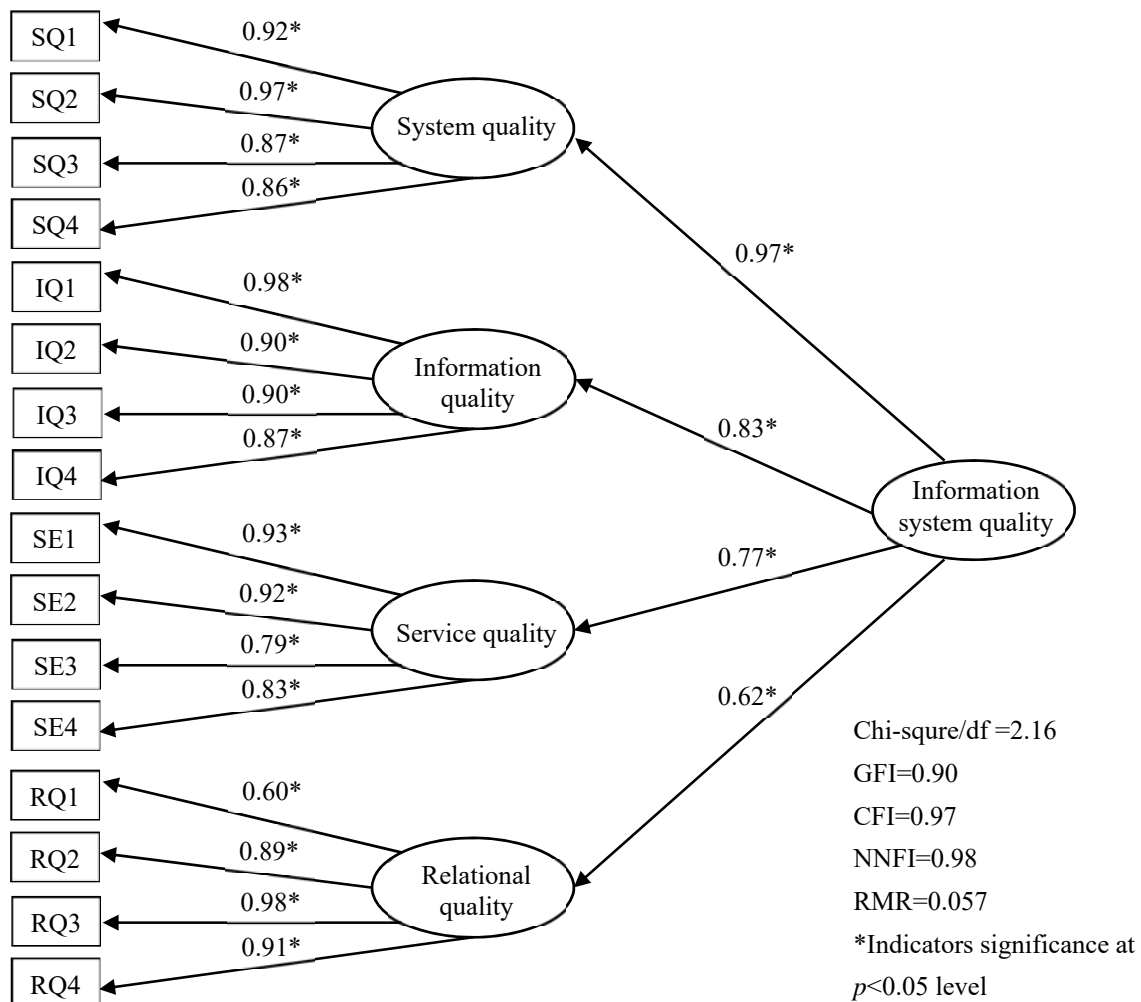 SQ1
0.92*
SQ2
0.97*
System quality
SQ3
0.87*
SQ4
0.86*
0.97*
IQ1
0.98*
IQ2
0.90*
Information
quality
IQ3
0.90*
IQ4
0.87*
0.83*
Information
system quality
SE1
0.93*
SE2
0.92*
Service quality
SE3
0.79*
SE4
0.83*
0.77*
0.62*
RQ1
0.60*
RQ2
0.89*
Relational
quality
RQ3
0.98*
RQ4
0.91*
Chi-squre/df =2.16
GFI=0.90
CFI=0.97
NNFI=0.98
RMR=0.057
*Indicators significance at
p<0.05 level